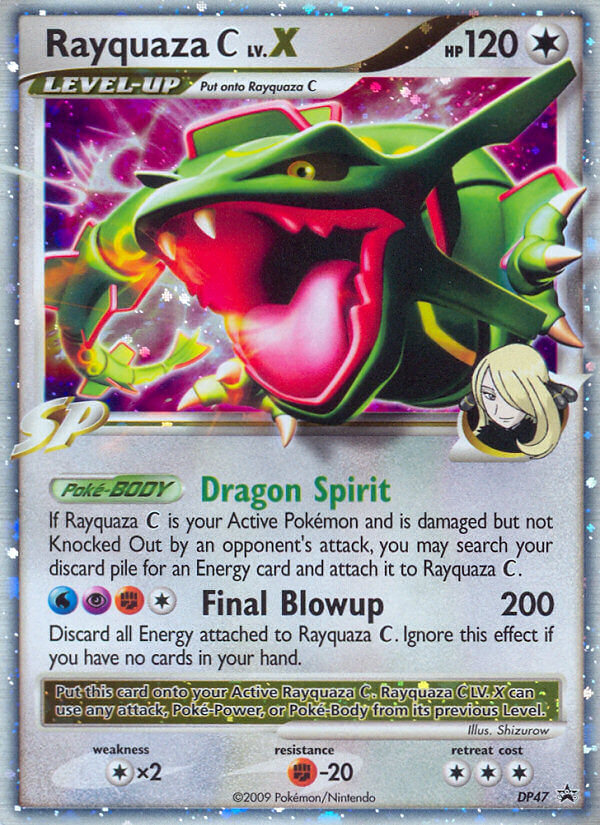 Rayquaza C LV.X HP 120
LEVEL-UP Put onto Rayquaza C
SP
Poké-BODY Dragon Spirit
If Rayquaza C is your Active Pokémon and is damaged but not
Knocked Out by an opponent's attack, you may search your
discard pile for an Energy card and attach it to Rayquaza C.
Final Blowup 200
Discard all Energy attached to Rayquaza C. Ignore this effect if
you have no cards in your hand.
Put this card onto your Active Rayquaza C. Rayquaza C LV. X can
use any attack, Poké-Power, or Poké-Body from its previous Level.
Illus. Shizurow
weakness resistance retreat cost
×2 -20
©2009 Pokémon/Nintendo DP47